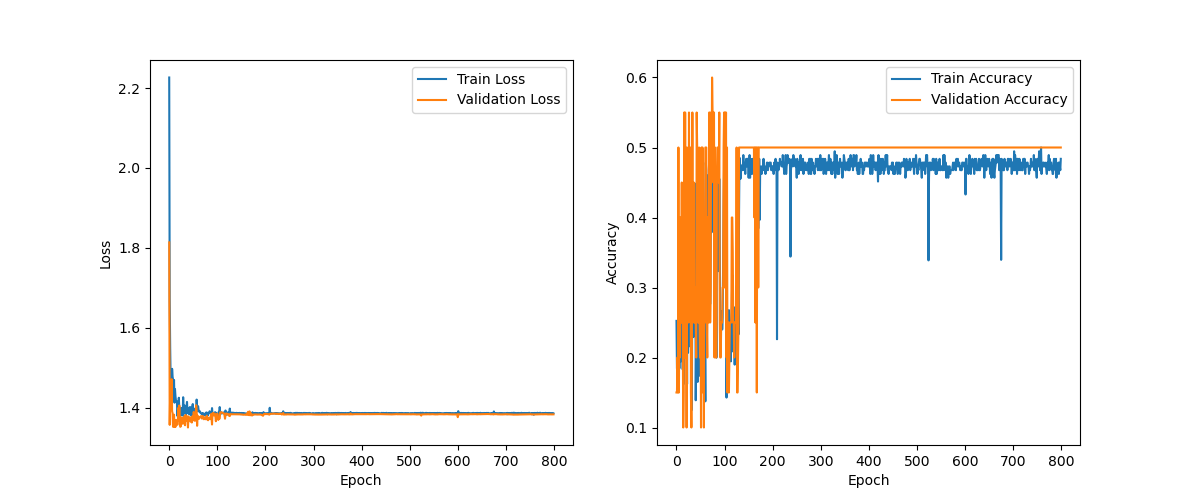 2.2
2.0
1.8
1.6
1.4
Loss
0 100 200 300 400 500 600 700 800
Epoch
Train Loss
Validation Loss
0.6
0.5
0.4
0.3
0.2
0.1
Accuracy
0 100 200 300 400 500 600 700 800
Epoch
Train Accuracy
Validation Accuracy